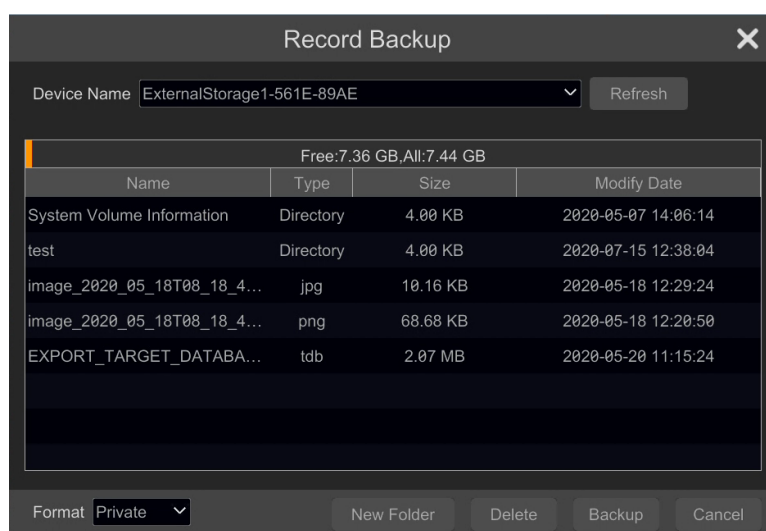 Record Backup
Device Name ExternalStorage1-561E-89AE Refresh
Free:7.36 GB,All:7.44 GB
Name Type Size Modify Date
System Volume Information Directory 4.00 KB 2020-05-07 14:06:14
test Directory 4.00 KB 2020-07-15 12:38:04
image_2020_05_18T08_18_4... jpg 10.16 KB 2020-05-18 12:29:24
image_2020_05_18T08_18_4... png 68.68 KB 2020-05-18 12:20:50
EXPORT_TARGET_DATABA... tdb 2.07 MB 2020-05-20 11:15:24
Format Private New Folder Delete Backup Cancel